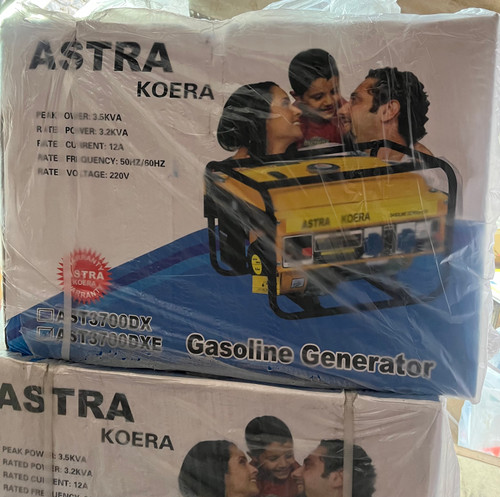 ASTRA
KOERA
PEAK POWER: 3.5KVA
RATED POWER: 3.2KVA
RATED CURRENT: 12A
RATED FREQUENCY: 50HZ/60HZ
RATED VOLTAGE: 220V
ASTRA KOERA
ASTRA
KOERA
AST3700DX
AST3700DXE
Gasoline Generator
ASTRA
KOERA
PEAK POWER: 3.5KVA
RATED POWER: 3.2KVA
RATED CURRENT: 12A
RATED